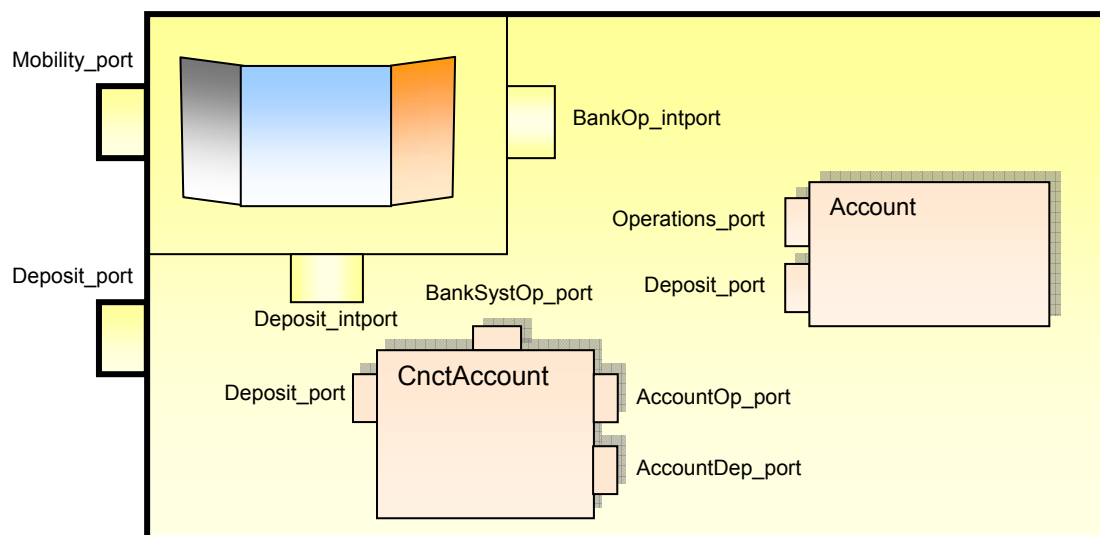 Mobility_port
BankOp_intport
Account
Operations_port
Deposit_port
Deposit_port
BankSystOp_port
Deposit_intport
CnctAccount
Deposit_port
AccountOp_port
AccountDep_port